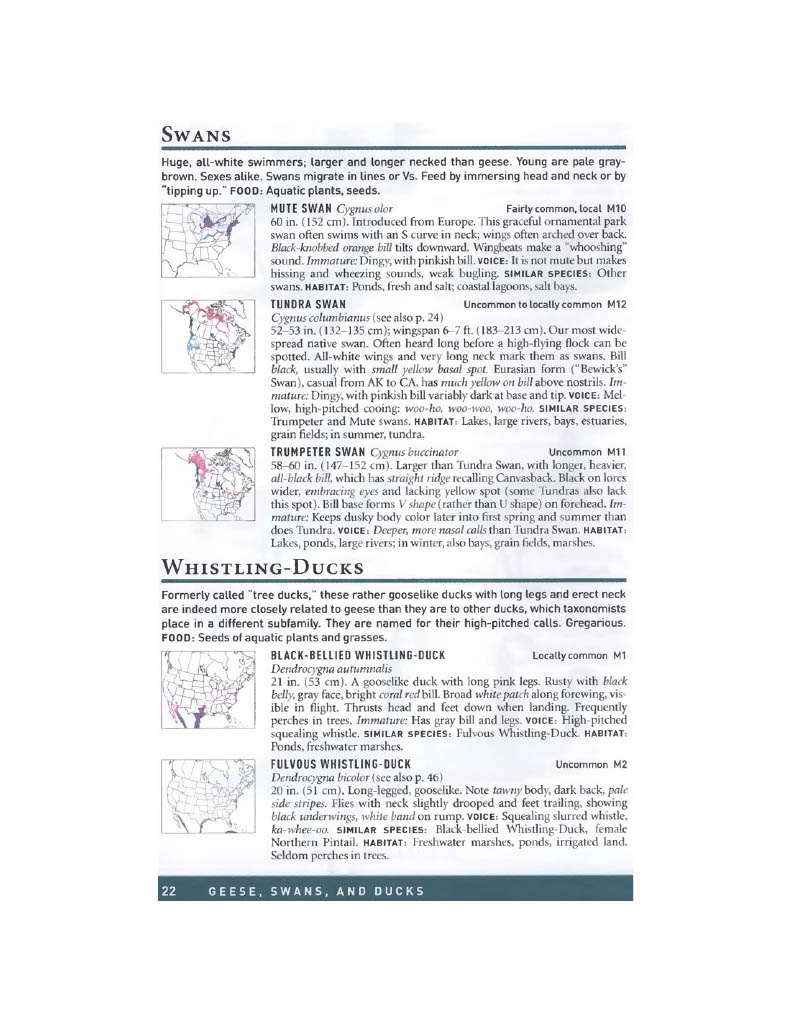 SWANS
Huge, all-white swimmers; larger and longer necked than geese. Young are pale gray-
brown. Sexes alike. Swans migrate in lines or Vs. Feed by immersing head and neck or by
"tipping up." FOOD: Aquatic plants, seeds.
MUTE SWAN Cygnus olor Fairly common, local M10
60 in. (152 cm). Introduced from Europe. This graceful ornamental park
swan often swims with an S curve in neck; wings often arched over back.
Black-knobbed orange bill tilts downward. Wingbeats make a "whooshing"
sound. Immature: Dingy, with pinkish bill. VOICE: It is not mute but makes
hissing and wheezing sounds, weak bugling. SIMILAR SPECIES: Other
swans. HABITAT: Ponds, fresh and salt; coastal lagoons, salt bays.
TUNDRA SWAN Uncommon to locally common M12
Cygnus columbianus (see also p. 24)
52–53 in. (132–135 cm); wingspan 6–7 ft. (183–213 cm). Our most wide-
spread native swan. Often heard long before a high-flying flock can be
spotted. All-white wings and very long neck mark them as swans. Bill
black, usually with small yellow basal spot. Eurasian form ("Bewick's"
Swan), casual from AK to CA, has much yellow on bill above nostrils. Im-
mature: Dingy, with pinkish bill variably dark at base and tip. VOICE: Mel-
low, high-pitched cooing: woo-ho, woo-woo, woo-ho. SIMILAR SPECIES:
Trumpeter and Mute swans. HABITAT: Lakes, large rivers, bays, estuaries,
grain fields; in summer, tundra.
TRUMPETER SWAN Cygnus buccinator Uncommon M11
58–60 in. (147–152 cm). Larger than Tundra Swan, with longer, heavier,
all-black bill, which has straight ridge recalling Canvasback. Black on lores
wider, embracing eyes and lacking yellow spot (some Tundras also lack
this spot). Bill base forms V shape (rather than U shape) on forehead. Im-
mature: Keeps dusky body color later into first spring and summer than
does Tundra. VOICE: Deeper, more nasal calls than Tundra Swan. HABITAT:
Lakes, ponds, large rivers; in winter, also bays, grain fields, marshes.
WHISTLING-DUCKS
Formerly called "tree ducks," these rather gooselike ducks with long legs and erect neck
are indeed more closely related to geese than they are to other ducks, which taxonomists
place in a different subfamily. They are named for their high-pitched calls. Gregarious.
FOOD: Seeds of aquatic plants and grasses.
BLACK-BELLIED WHISTLING-DUCK Locally common M1
Dendrocygna autumnalis
21 in. (53 cm). A gooselike duck with long pink legs. Rusty with black
belly, gray face, bright coral red bill. Broad white patch along forewing, vis-
ible in flight. Thrusts head and feet down when landing. Frequently
perches in trees. Immature: Has gray bill and legs. VOICE: High-pitched
squealing whistle. SIMILAR SPECIES: Fulvous Whistling-Duck. HABITAT:
Ponds, freshwater marshes.
FULVOUS WHISTLING-DUCK Uncommon M2
Dendrocygna bicolor (see also p. 46)
20 in. (51 cm). Long-legged, gooselike. Note tawny body, dark back, pale
side stripes. Flies with neck slightly drooped and feet trailing, showing
black underwings, white band on rump. VOICE: Squealing slurred whistle,
ka-whee-oo. SIMILAR SPECIES: Black-bellied Whistling-Duck, female
Northern Pintail. HABITAT: Freshwater marshes, ponds, irrigated land.
Seldom perches in trees.
22 GEESE, SWANS, AND DUCKS